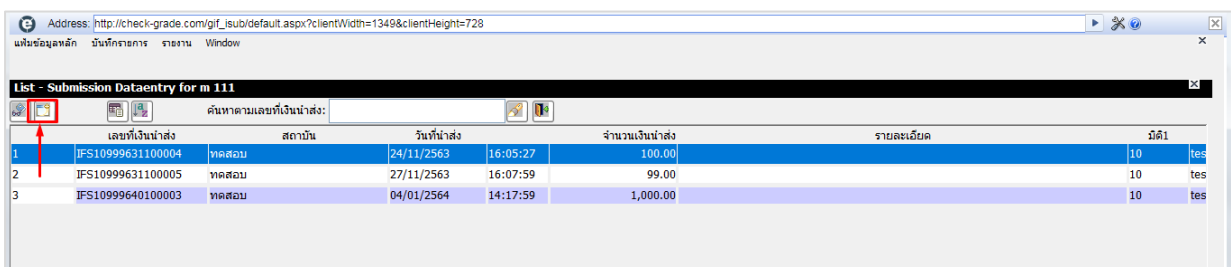 Address: http://check-grade.com/gif_isub/default.aspx?clientWidth=1349&clientHeight=728
แฟ้มข้อมูลหลัก บันทึกรายการ รายงาน Window
List - Submission Dataentry for m 111
ค้นหาตามเลขที่เงินนำส่ง:
เลขที่เงินนำส่ง สถาบัน วันที่นำส่ง จำนวนเงินนำส่ง รายละเอียด มิติ1
1 IFS10999631100004 ทดสอบ 24/11/2563 16:05:27 100.00 10 tes
2 IFS10999631100005 ทดสอบ 27/11/2563 16:07:59 99.00 10 tes
3 IFS10999640100003 ทดสอบ 04/01/2564 14:17:59 1,000.00 10 tes